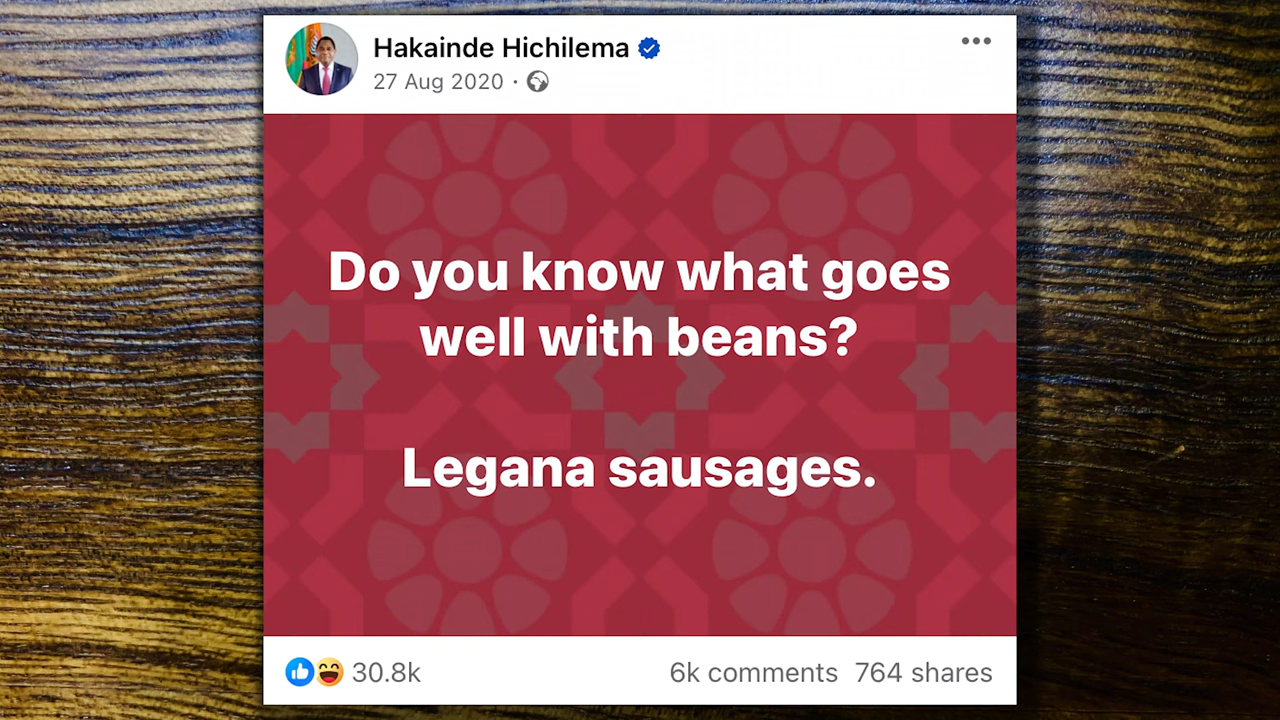 Hakainde Hichilema
27 Aug 2020 ·
Do you know what goes
well with beans?
Legana sausages.
30.8k
6k comments 764 shares